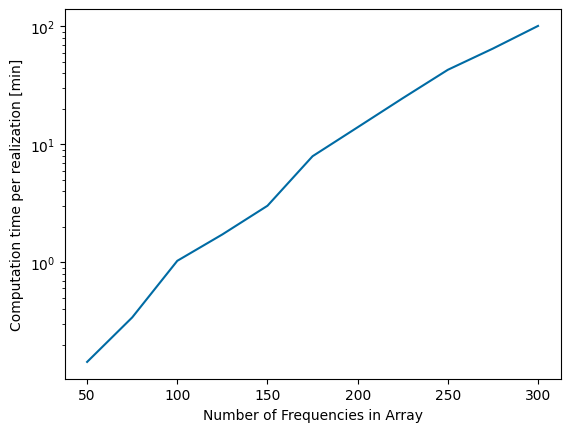 10²
10¹
10⁰
Computation time per realization [min]
50 100 150 200 250 300
Number of Frequencies in Array